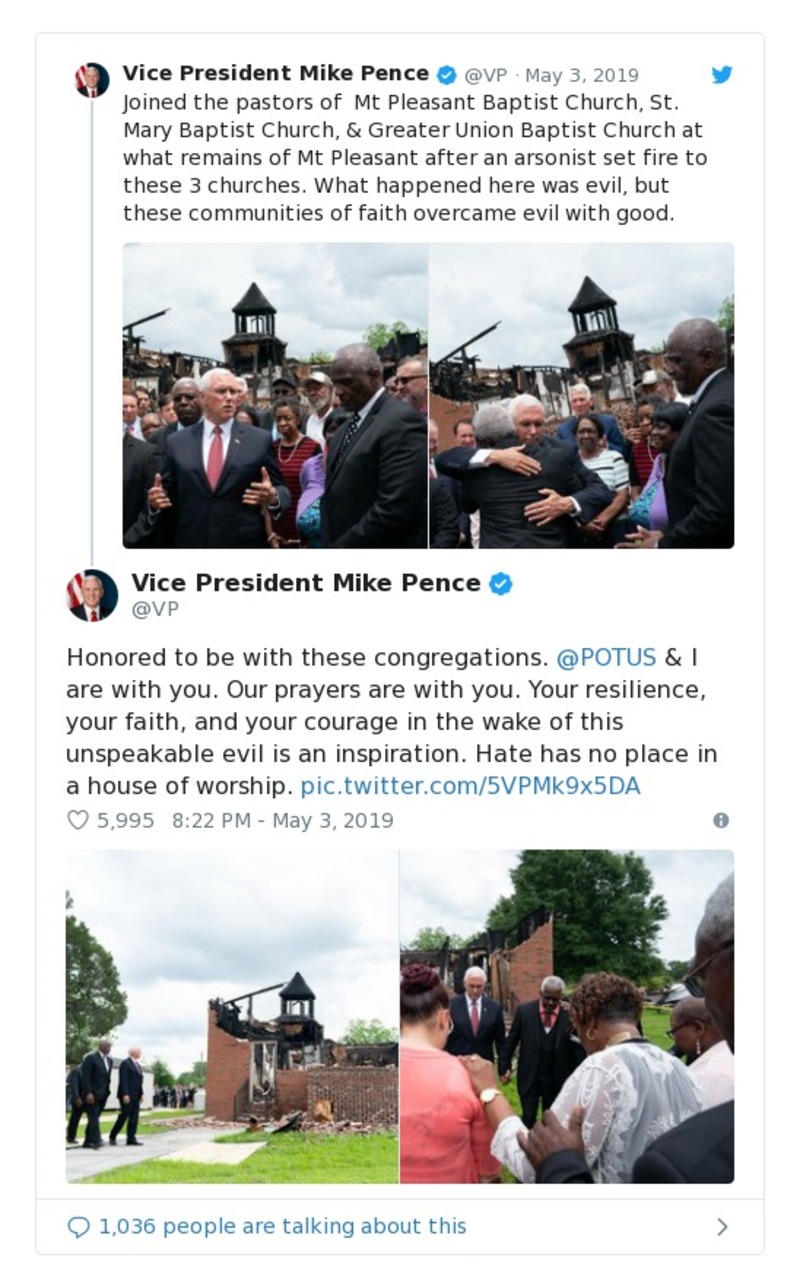 Vice President Mike Pence @VP · May 3, 2019
Joined the pastors of Mt Pleasant Baptist Church, St.
Mary Baptist Church, & Greater Union Baptist Church at
what remains of Mt Pleasant after an arsonist set fire to
these 3 churches. What happened here was evil, but
these communities of faith overcame evil with good.
Vice President Mike Pence
@VP
Honored to be with these congregations. @POTUS & I
are with you. Our prayers are with you. Your resilience,
your faith, and your courage in the wake of this
unspeakable evil is an inspiration. Hate has no place in
a house of worship. pic.twitter.com/5VPMk9x5DA
5,995 8:22 PM - May 3, 2019
1,036 people are talking about this